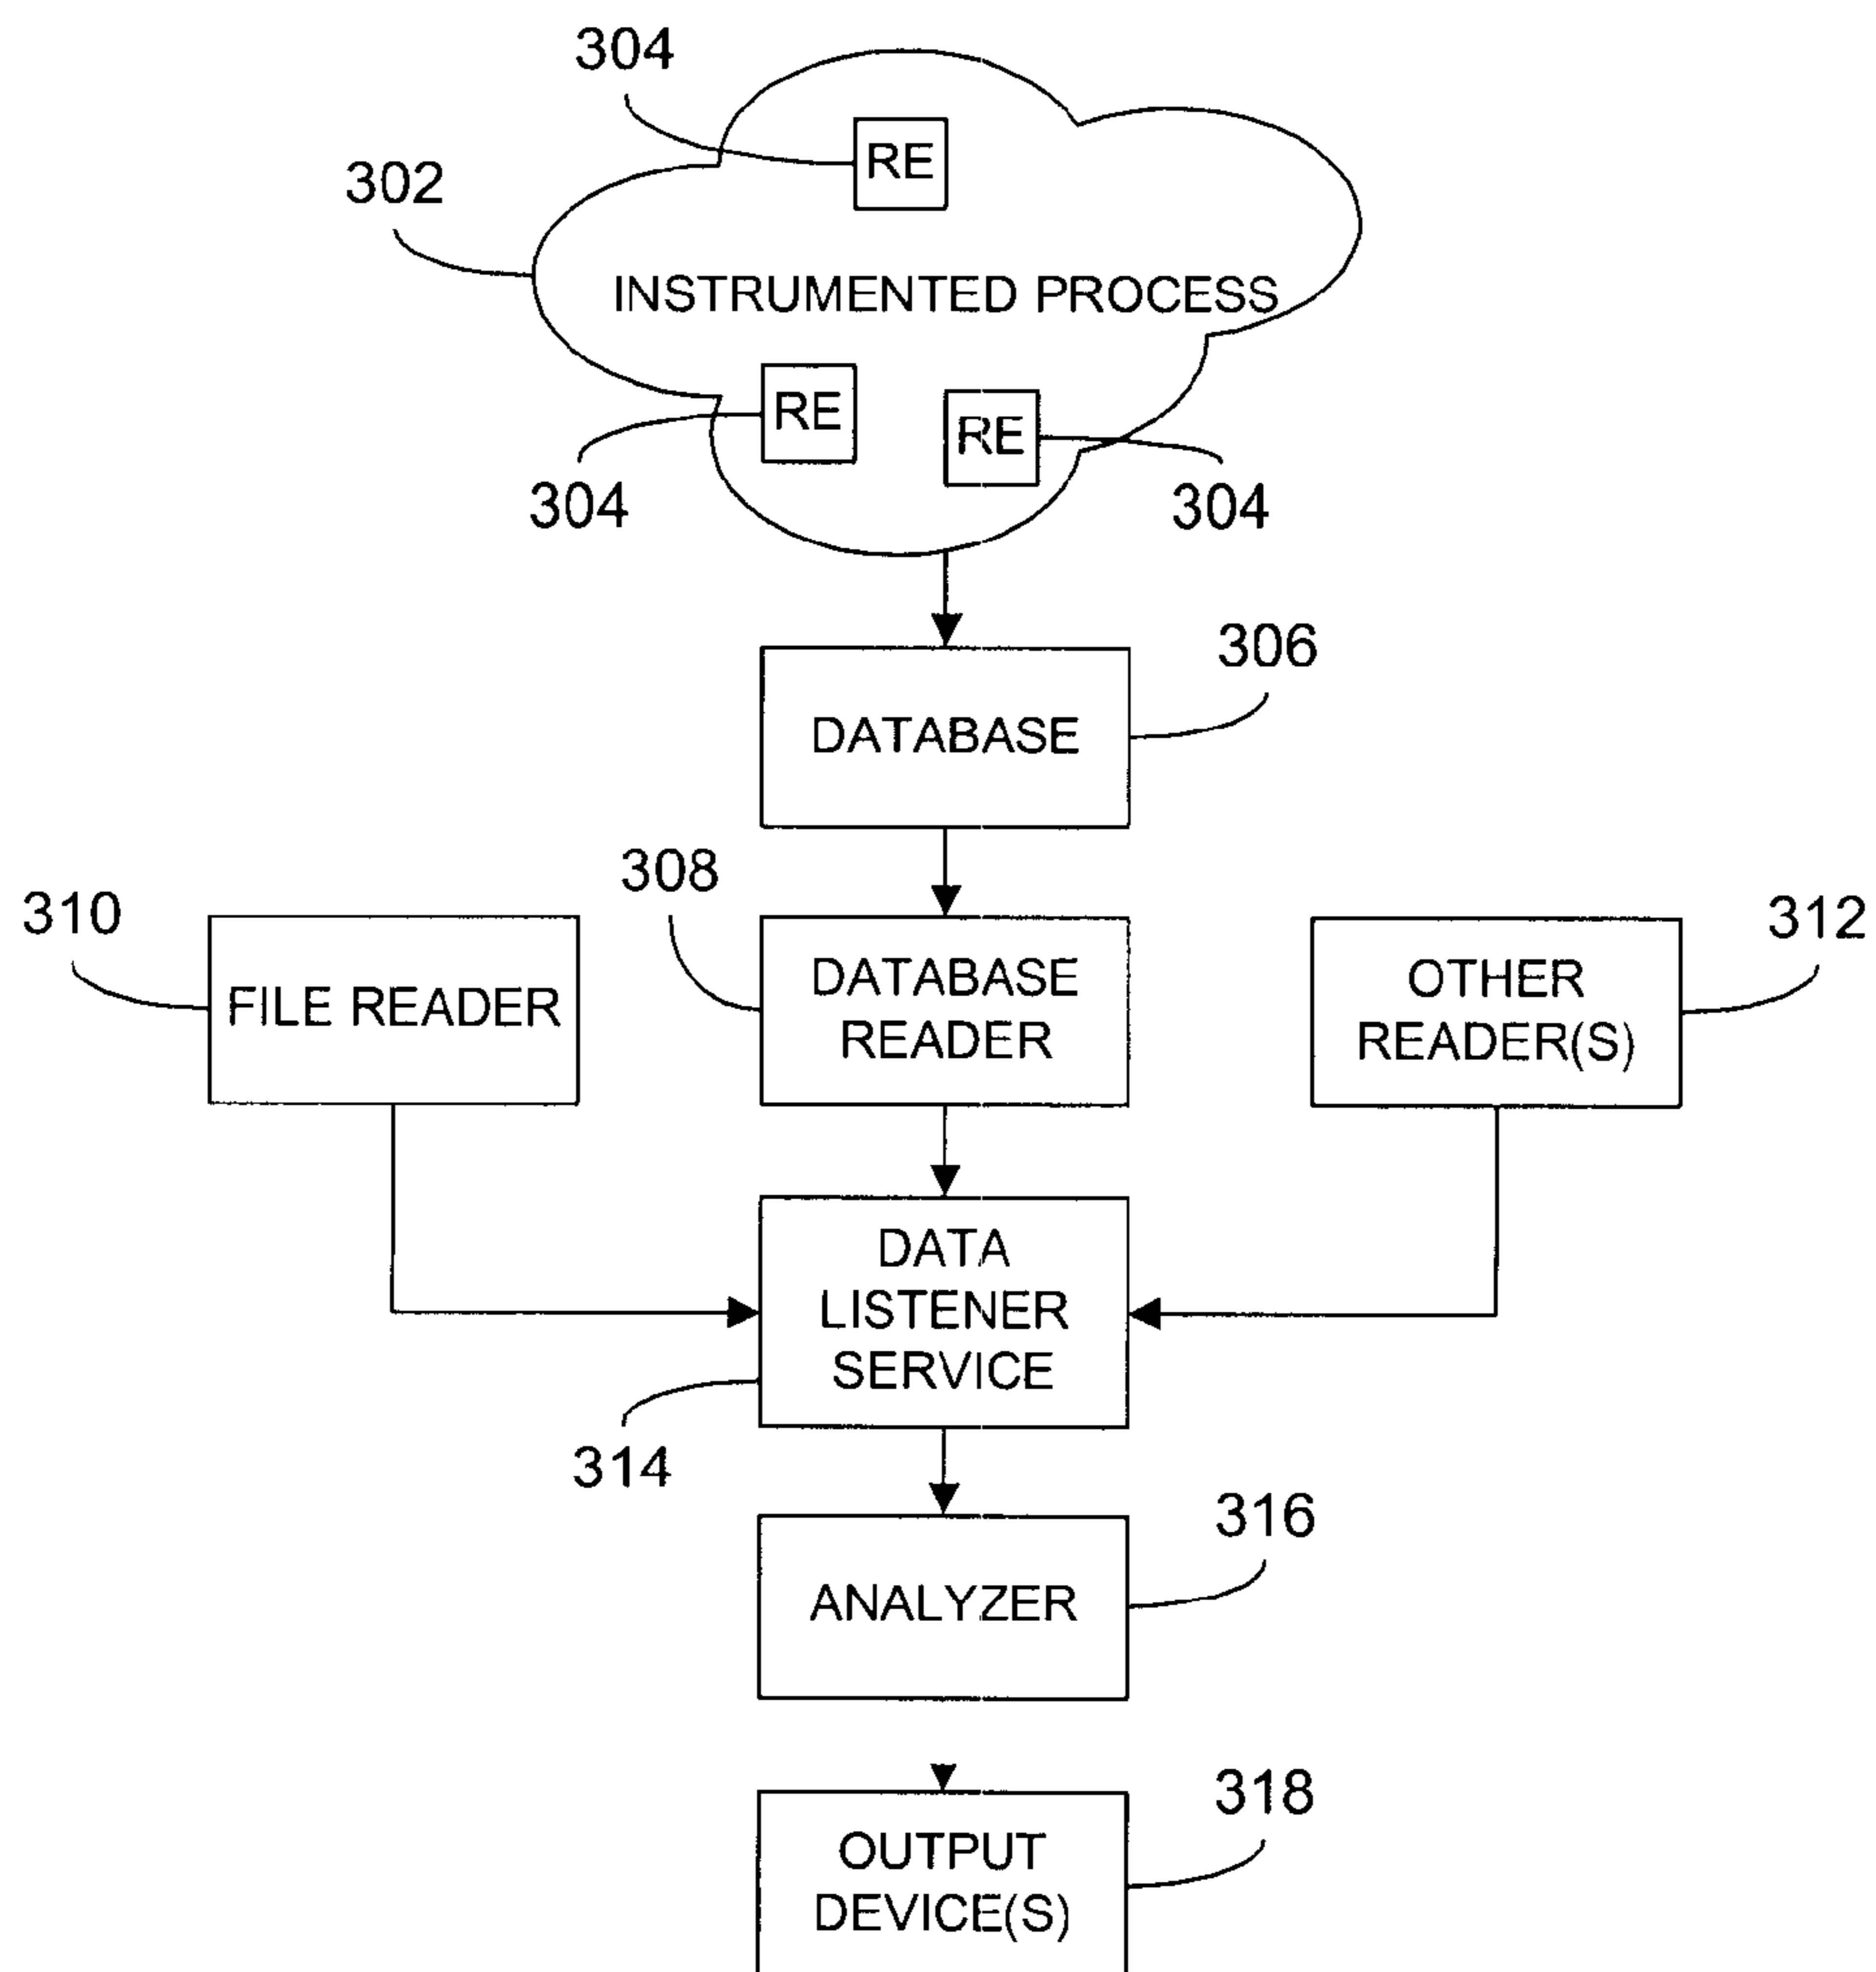 304
RE
302
INSTRUMENTED PROCESS
RE
RE
304
304
306
DATABASE
308
310
312
FILE READER
DATABASE
READER
OTHER
READER(S)
DATA
LISTENER
SERVICE
314
316
ANALYZER
318
OUTPUT
DEVICE(S)